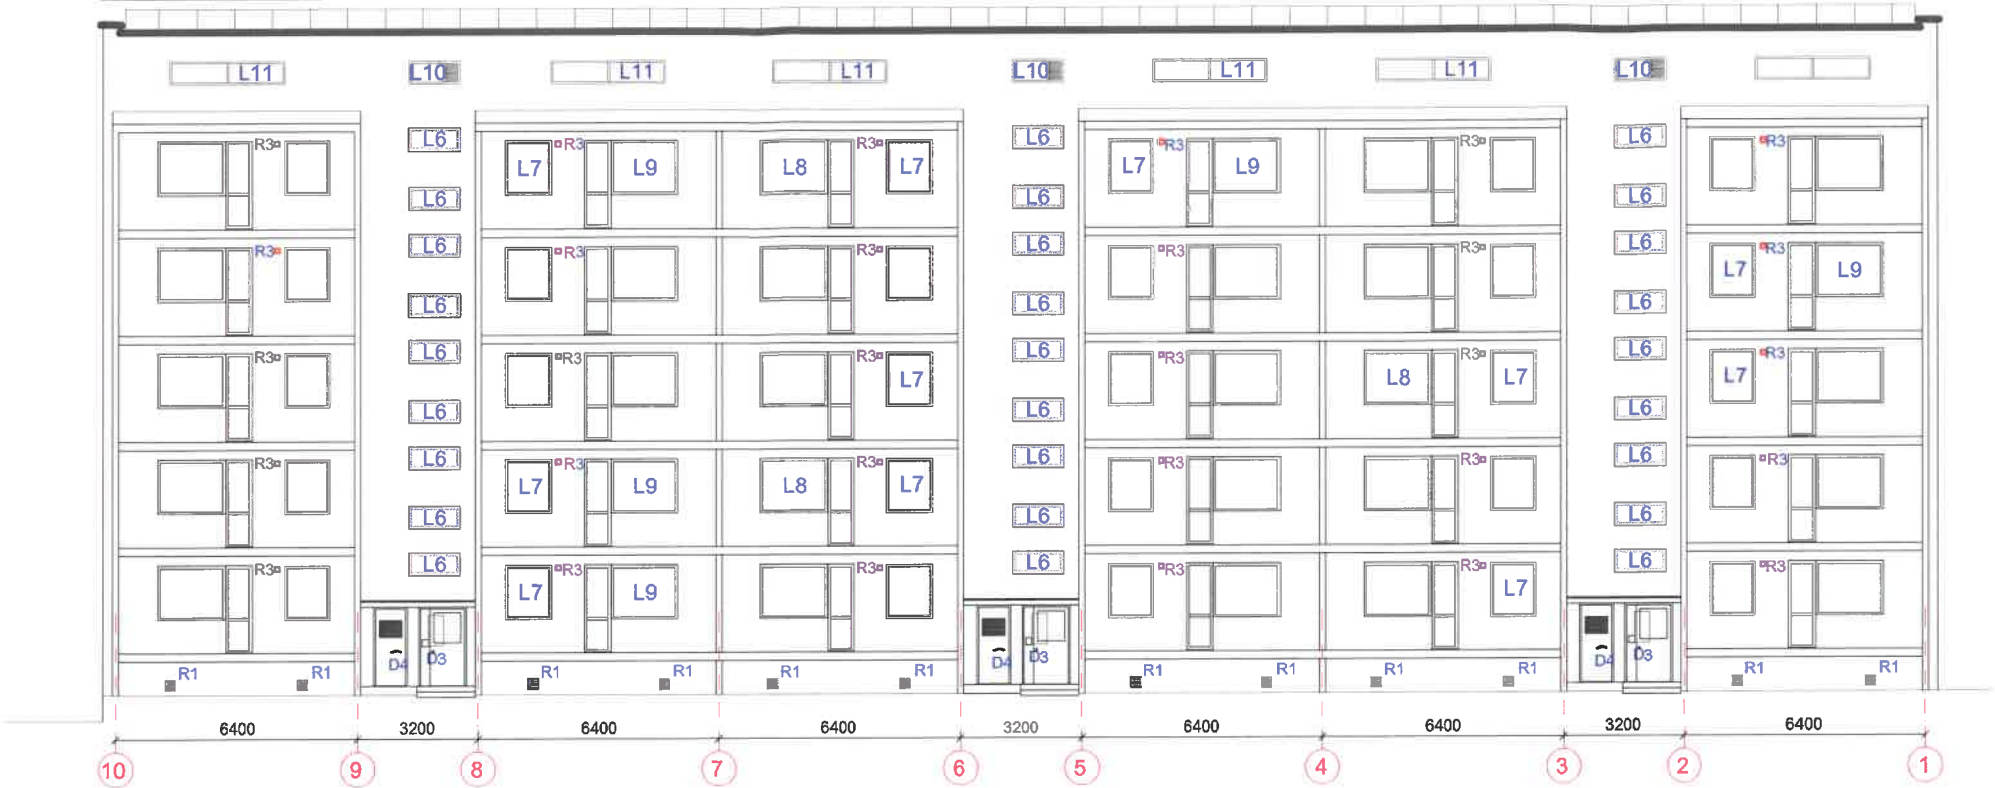 L11 L10 L11 L11 L10 L11 L11 L10
L6 L6 L6
R3 L7 R3 L9 L8 R3 L7 L7 R3 L9 R3 R3
L6 L6 L6
L6 L6 L6
R3 R3 R3 R3 R3 L7 R3 L9
L6 L6 L6
L6 L6 L6
R3 R3 R3 L7 R3 L8 R3 L7 L7 R3
L6 L6 L6
L6 L6 L6
R3 L7 R3 L9 L8 R3 L7 R3 R3 R3
L6 L6 L6
L6 L6 L6
R3 L7 R3 L9 R3 R3 R3 L7 R3
D4 D3 D4 D3 D4 D3
R1 R1 R1 R1 R1 R1 R1 R1 R1 R1 R1 R1
6400 3200 6400 6400 3200 6400 6400 3200 6400
10 9 8 7 6 5 4 3 2 1